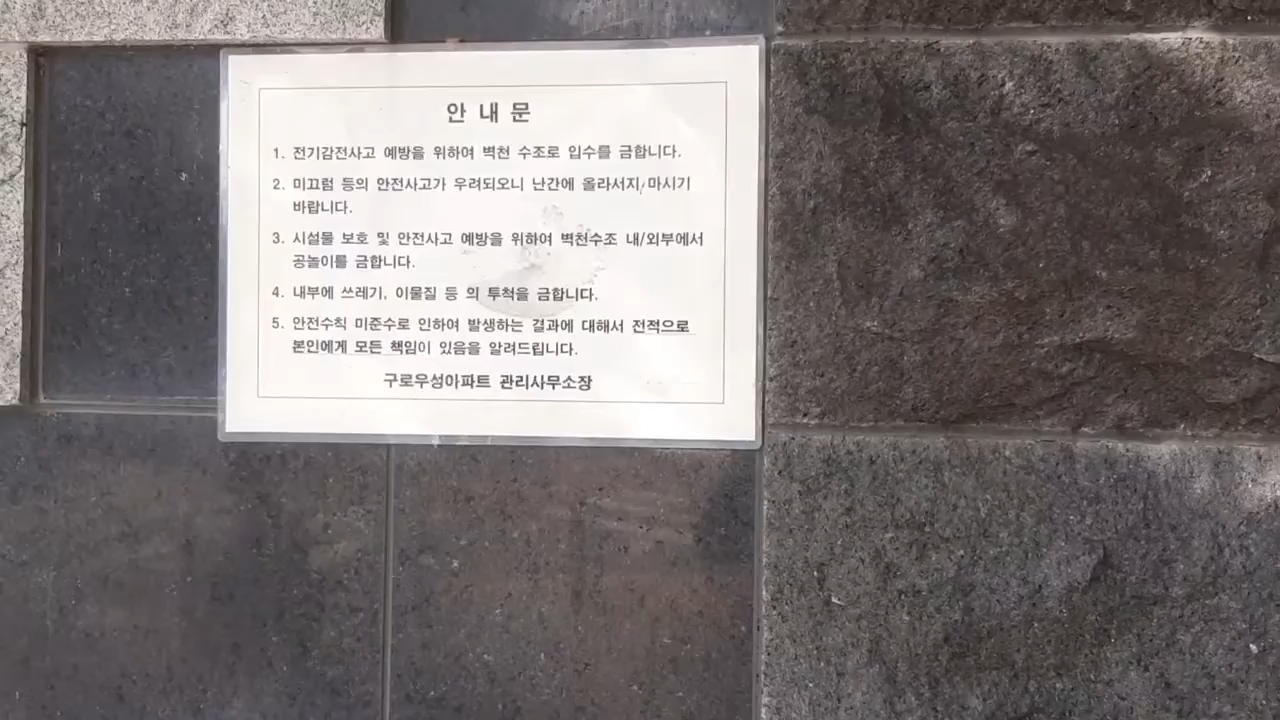 안 내 문
1. 전기감전사고 예방을 위하여 벽천 수조로 입수를 금합니다.
2. 미끄럼 등의 안전사고가 우려되오니 난간에 올라서지 마시기
바랍니다.
3. 시설물 보호 및 안전사고 예방을 위하여 벽천수조 내/외부에서
공놀이를 금합니다.
4. 내부에 쓰레기, 이물질 등 의 투척을 금합니다.
5. 안전수칙 미준수로 인하여 발생하는 결과에 대해서 전적으로
본인에게 모든 책임이 있음을 알려드립니다.
구로우성아파트 관리사무소장